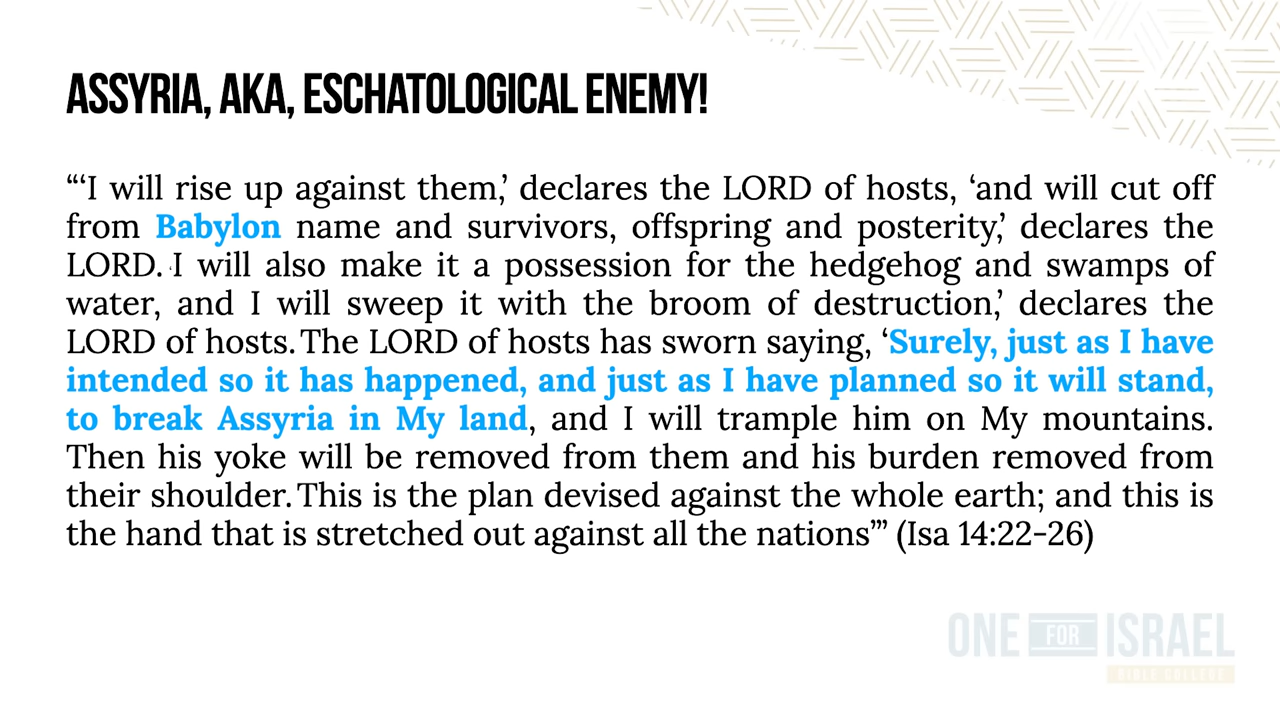 ASSYRIA, AKA, ESCHATOLOGICAL ENEMY!
“‘I will rise up against them,’ declares the LORD of hosts, ‘and will cut off
from Babylon name and survivors, offspring and posterity,’ declares the
LORD. I will also make it a possession for the hedgehog and swamps of
water, and I will sweep it with the broom of destruction,’ declares the
LORD of hosts. The LORD of hosts has sworn saying, ‘Surely, just as I have
intended so it has happened, and just as I have planned so it will stand,
to break Assyria in My land, and I will trample him on My mountains.
Then his yoke will be removed from them and his burden removed from
their shoulder. This is the plan devised against the whole earth; and this is
the hand that is stretched out against all the nations’” (Isa 14:22-26)
ONE FOR ISRAEL
BIBLE COLLEGE